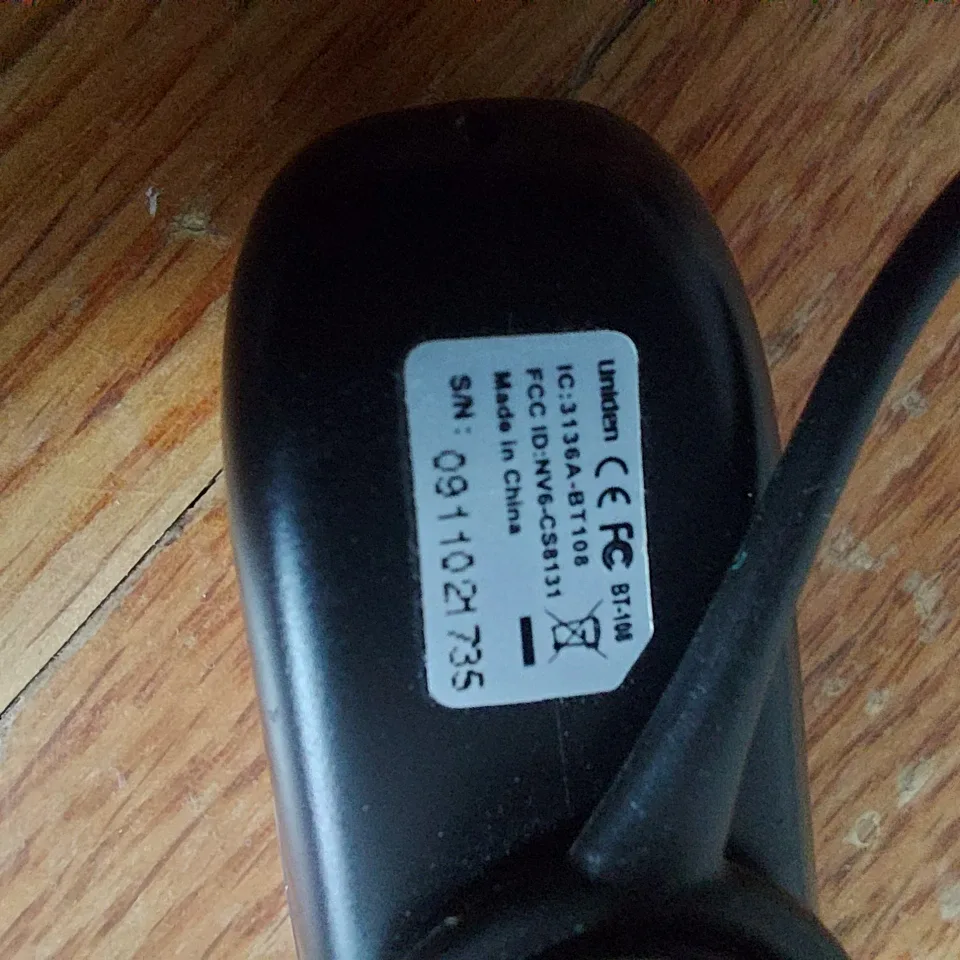 Uniden CE FC BT-108
IC:3136A-BT108
FCC ID:NV6-CS8131
Made in China
S/N: 0911021735